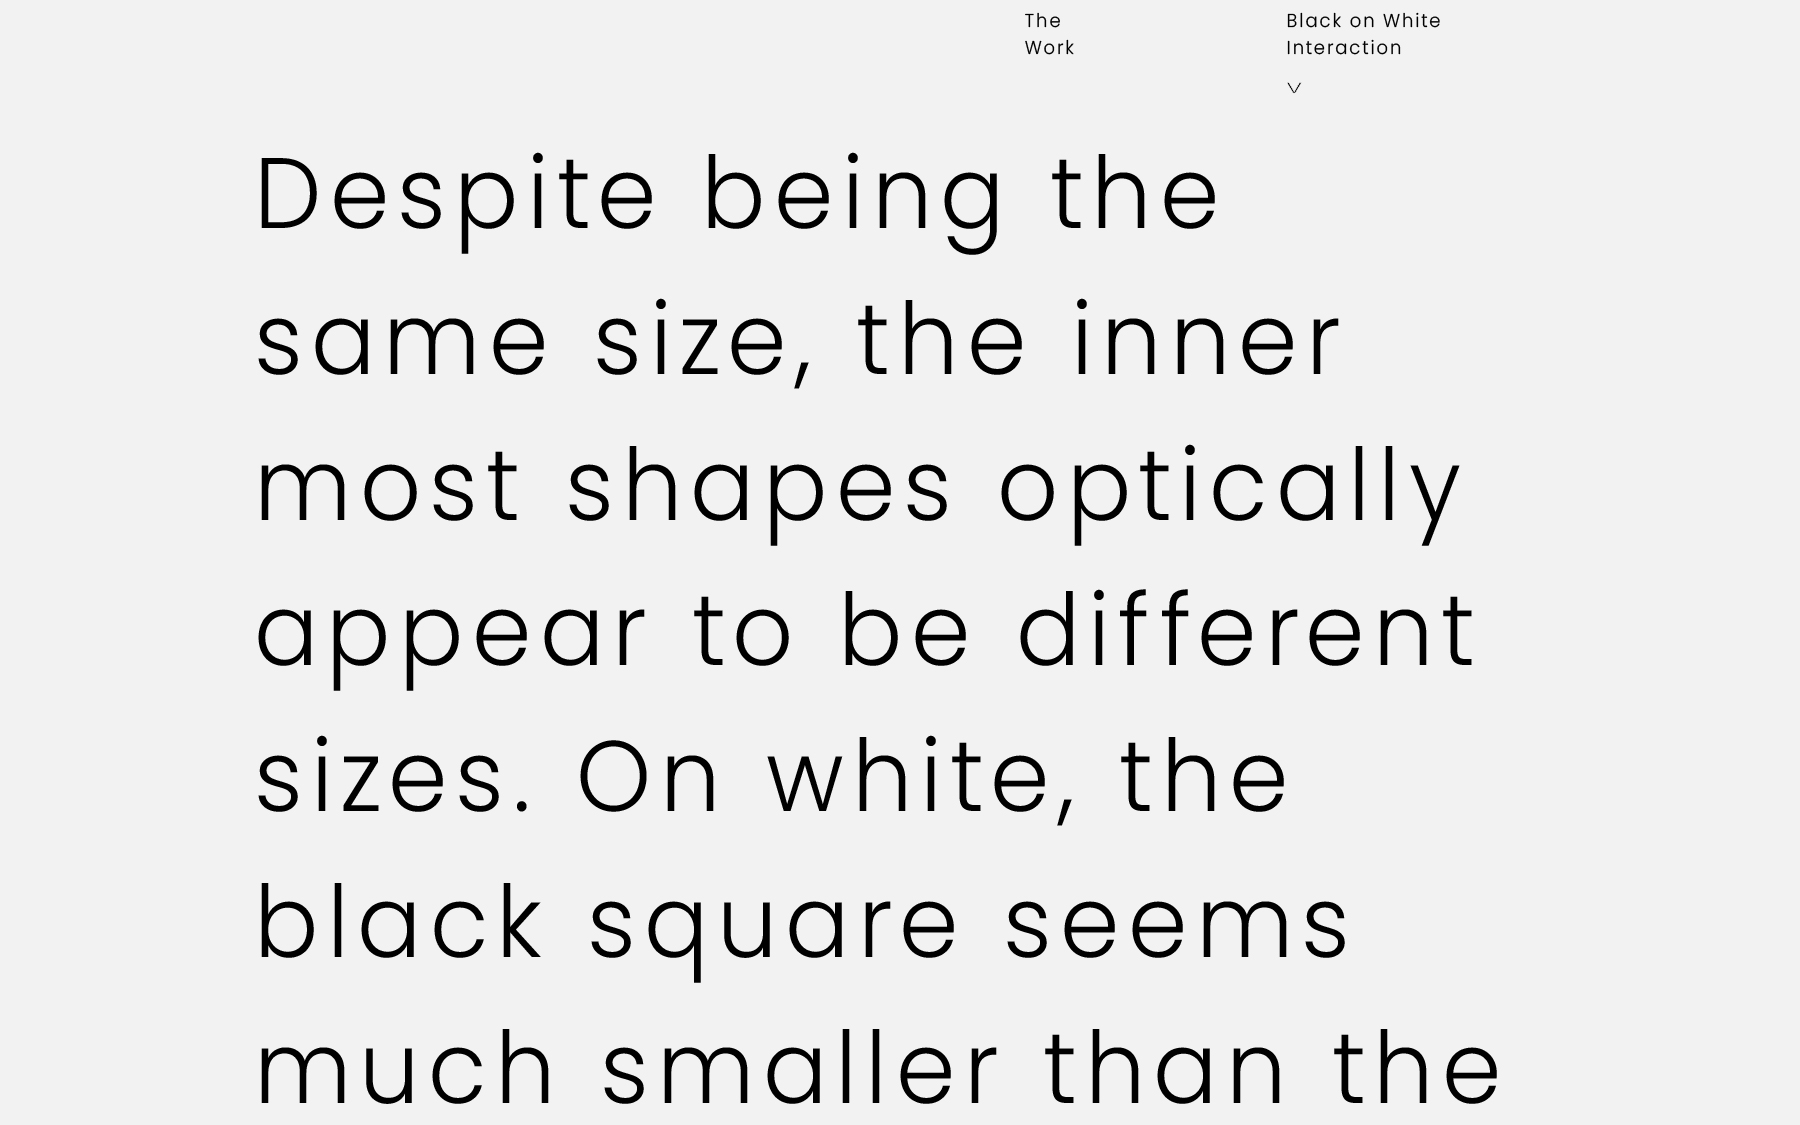 The
Work
Black on White
Interaction
Despite being the
same size, the inner
most shapes optically
appear to be different
sizes. On white, the
black square seems
much smaller than the